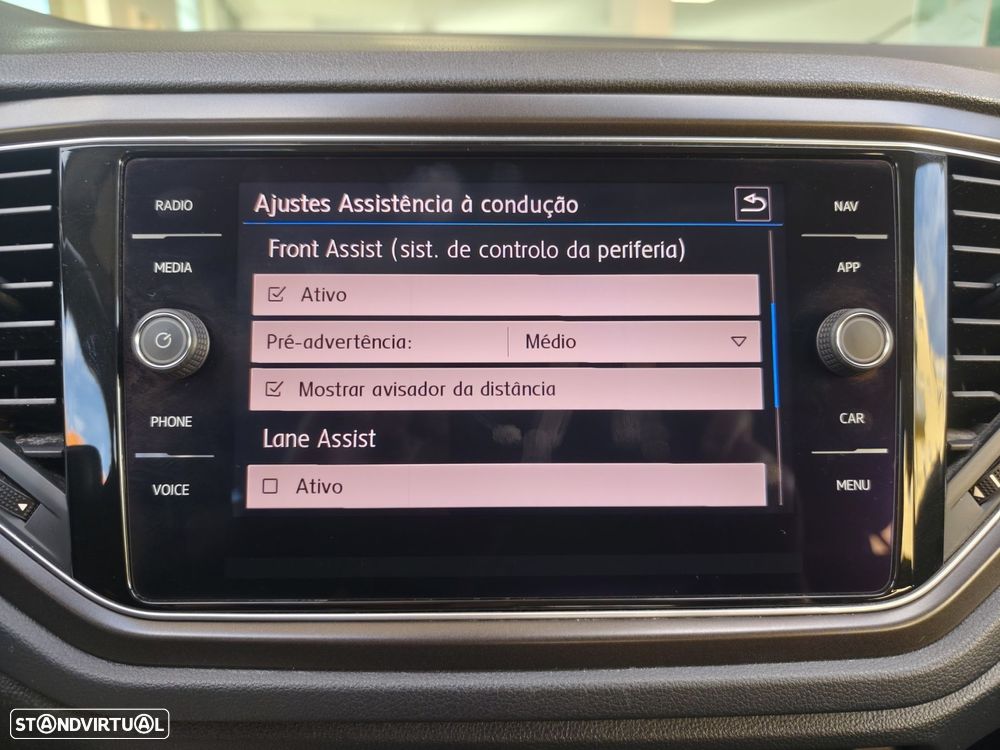 RADIO
MEDIA
PHONE
VOICE
Ajustes Assistência à condução
Front Assist (sist. de controlo da periferia)
Ativo
Pré-advertência: Médio
Mostrar avisador da distância
Lane Assist
Ativo
NAV
APP
CAR
MENU
STANDVIRTUAL